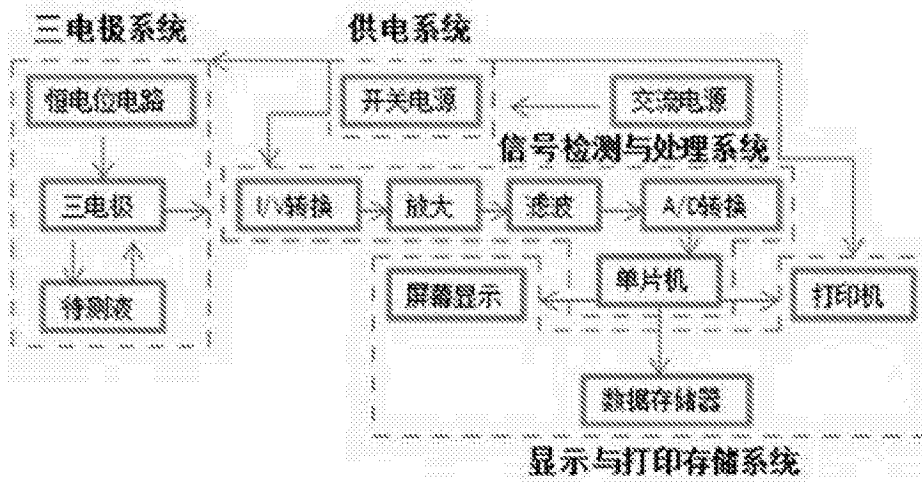 三电极系统
供电系统
恒电位电路
开关电源
交流电源
信号检测与处理系统
三电极
I/V转换
放大
滤波
A/D转换
待测液
屏幕显示
单片机
打印机
数据存储器
显示与打印存储系统